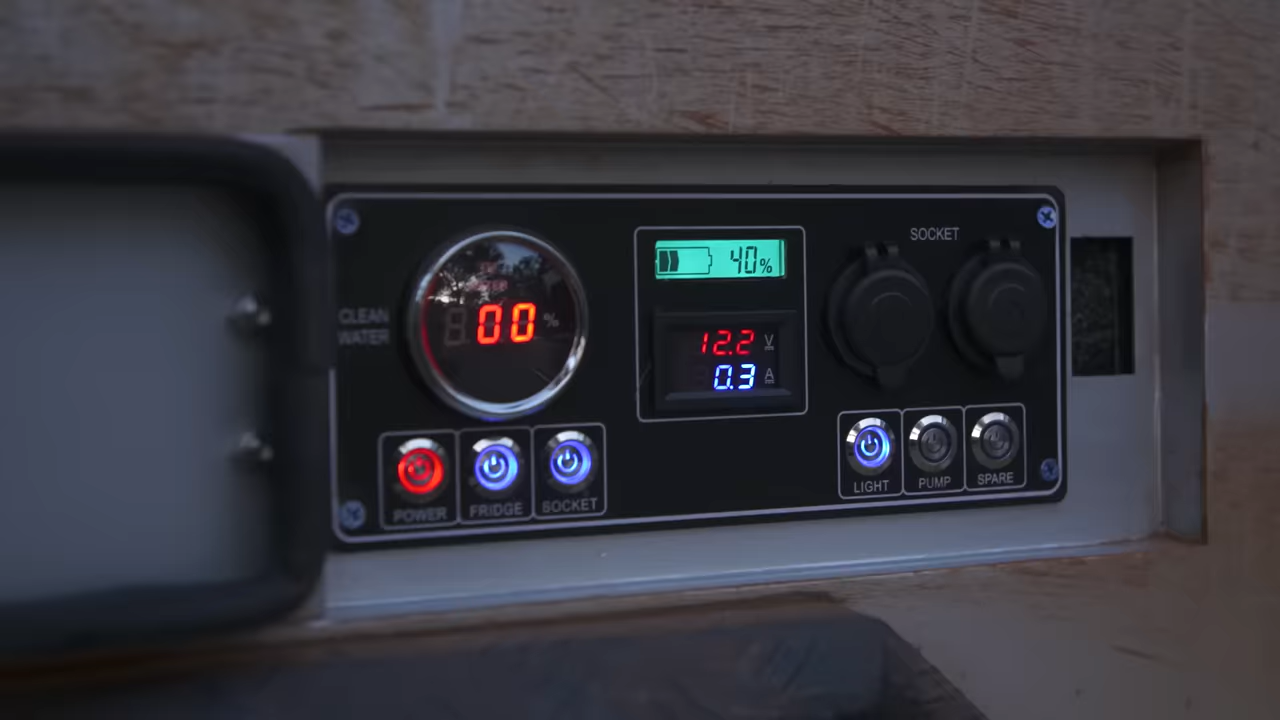 CLEAN
WATER
00 %
40%
12.2 V
0.3 A
SOCKET
POWER
FRIDGE
SOCKET
LIGHT
PUMP
SPARE